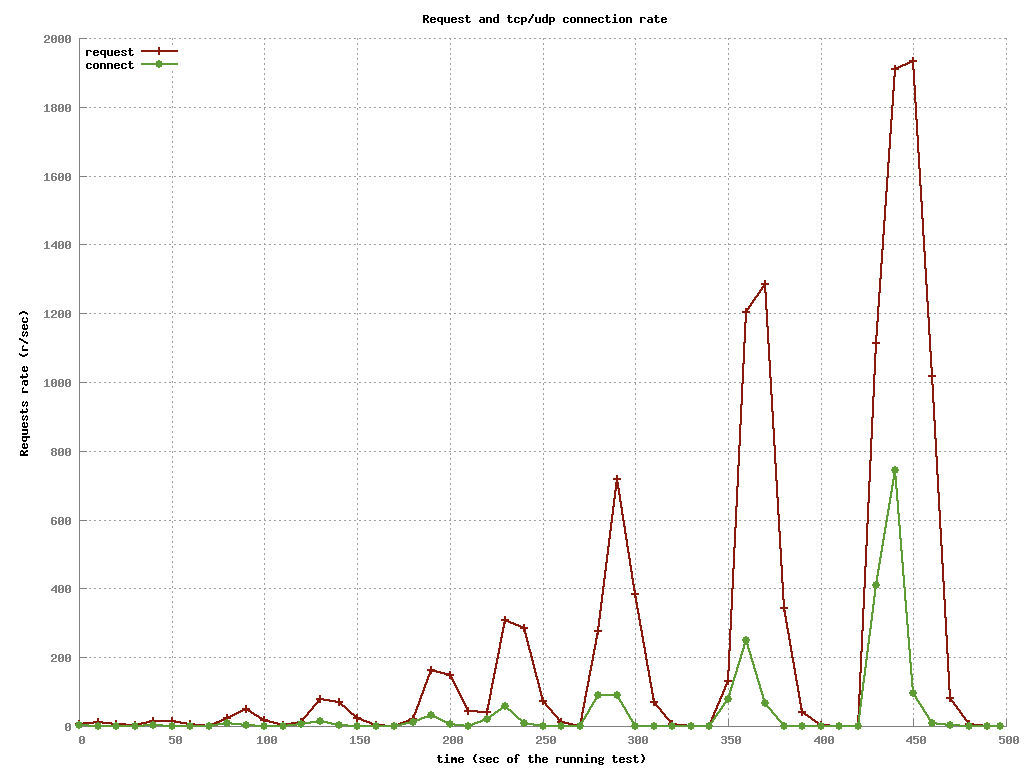 Request and tcp/udp connection rate
2000
request
connect
1800
1600
1400
1200
1000
800
600
400
200
0
Requests rate (r/sec)
0 50 100 150 200 250 300 350 400 450 500
time (sec of the running test)